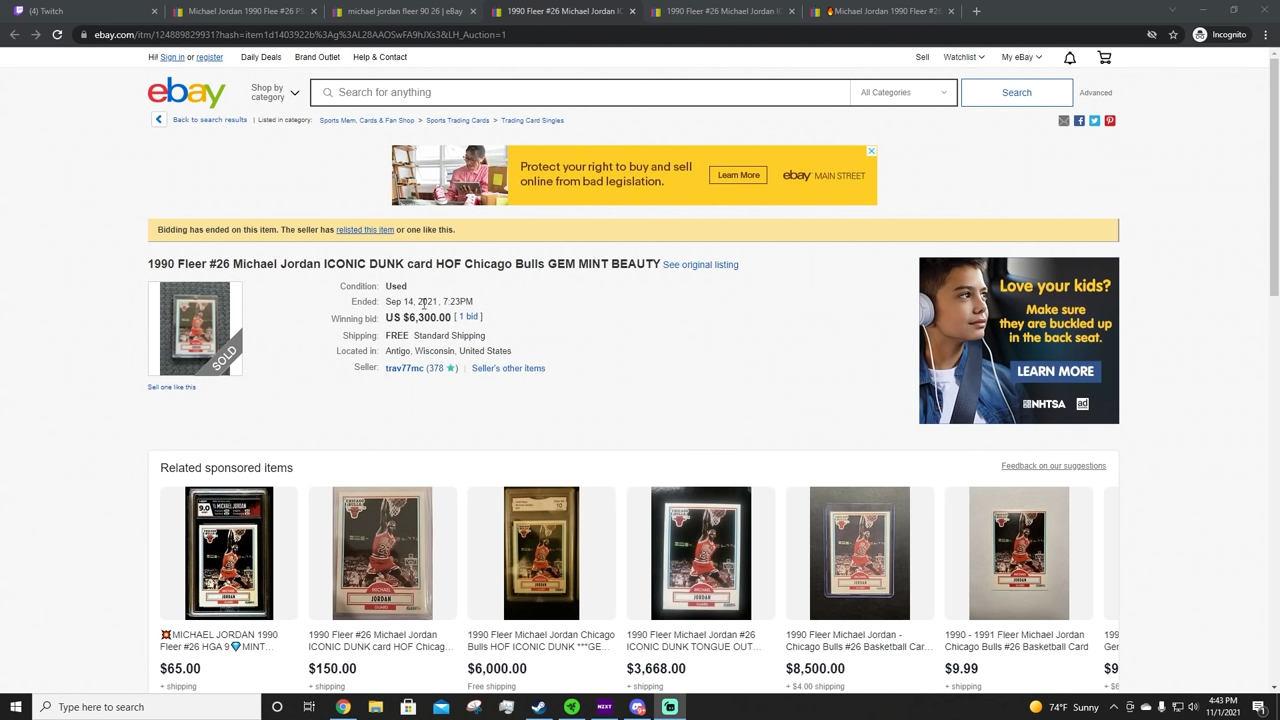 (4) Twitch
1990 Fleer Michael Jordan #26 PS
jordan fleer 90 26 | eBay
1990 Fleer #26 Michael Jordan IC
1990 Fleer #26 Michael Jordan IC
Michael Jordan 1990 Fleer #26
ebay.com/itm/124889829931?hash=item1d1403922b%3Ag%3AL28AAOSwFA9hJXs3&LH_Auction=1
Incognito
Hi! Sign in or register
Daily Deals
Brand Outlet
Help & Contact
Sell
Watchlist
My eBay
ebay
Shop by category
Search for anything
All Categories
Search
Advanced
Back to search results | Listed in category: Sports Mem, Cards & Fan Shop > Sports Trading Cards > Trading Card Singles
Protect your right to buy and sell
online from bad legislation.
Learn More
ebay MAIN STREET
Bidding has ended on this item. The seller has relisted this item or one like this.
1990 Fleer #26 Michael Jordan ICONIC DUNK card HOF Chicago Bulls GEM MINT BEAUTY See original listing
SOLD
Sell one like this
Condition: Used
Ended: Sep 14, 2021, 7:23PM
Winning bid: US $6,300.00 [ 1 bid ]
Shipping: FREE Standard Shipping
Located in: Antigo, Wisconsin, United States
Seller: trav77mc (378 ★) | Seller's other items
Love your kids?
Make sure
they are buckled up
in the back seat.
LEARN MORE
NHTSA
ad
Related sponsored items
Feedback on our suggestions
💥MICHAEL JORDAN 1990
Fleer #26 HGA 9💎MINT...
$65.00
+ shipping
1990 Fleer #26 Michael Jordan
ICONIC DUNK card HOF Chicag...
$150.00
+ shipping
1990 Fleer Michael Jordan Chicago
Bulls HOF ICONIC DUNK ***GE...
$6,000.00
Free shipping
1990 Fleer Michael Jordan #26
ICONIC DUNK TONGUE OUT...
$3,668.00
+ shipping
1990 Fleer Michael Jordan -
Chicago Bulls #26 Basketball Car...
$8,500.00
+ $4.00 shipping
1990 - 1991 Fleer Michael Jordan
Chicago Bulls #26 Basketball Card
$9.99
+ shipping
Type here to search
74°F Sunny
4:43 PM
11/1/2021